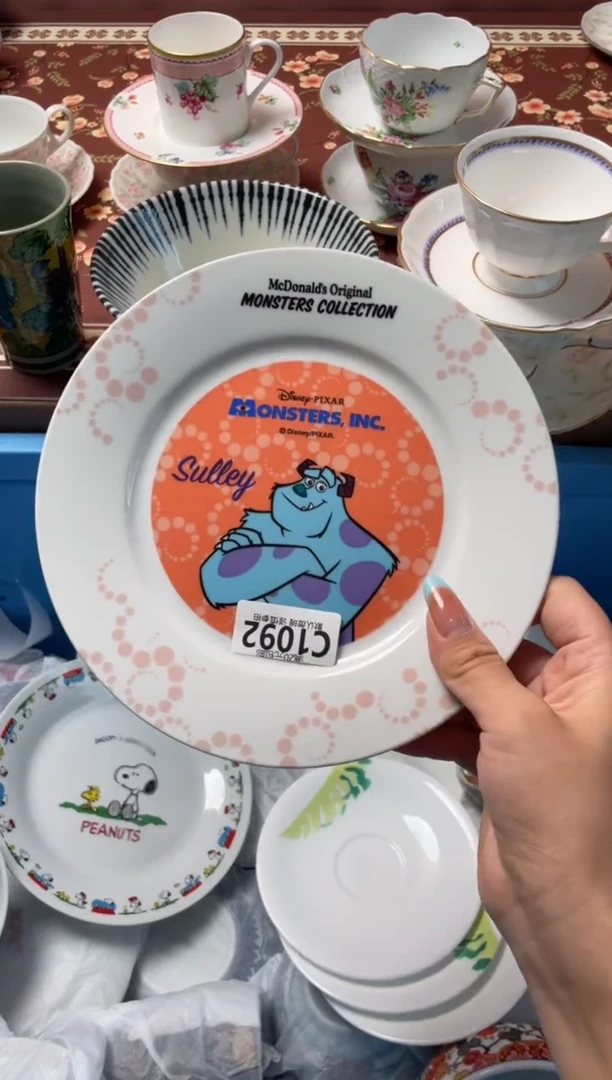 McDonald's Original
MONSTERS COLLECTION
Disney·PIXAR
MONSTERS, INC.
©Disney/PIXAR.
Sulley
C1092
PEANUTS